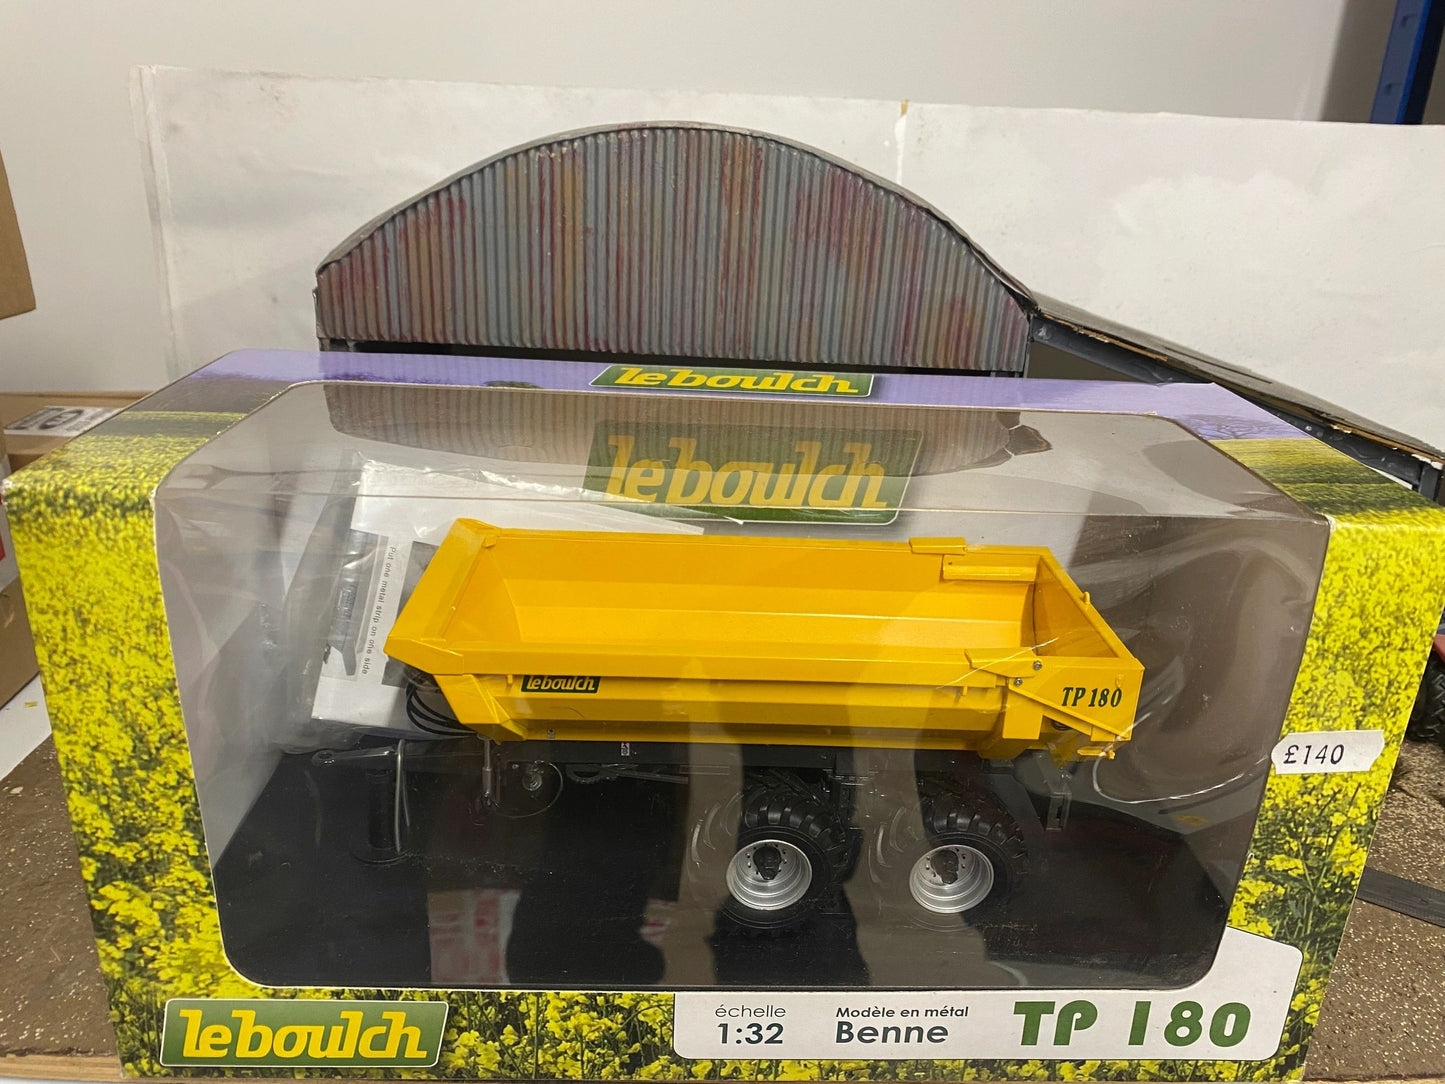 leboulch
leboulch
Put one metal strip on one side
leboulch
TP 180
£140
leboulch
échelle
1:32
Modèle en métal
Benne
TP 180